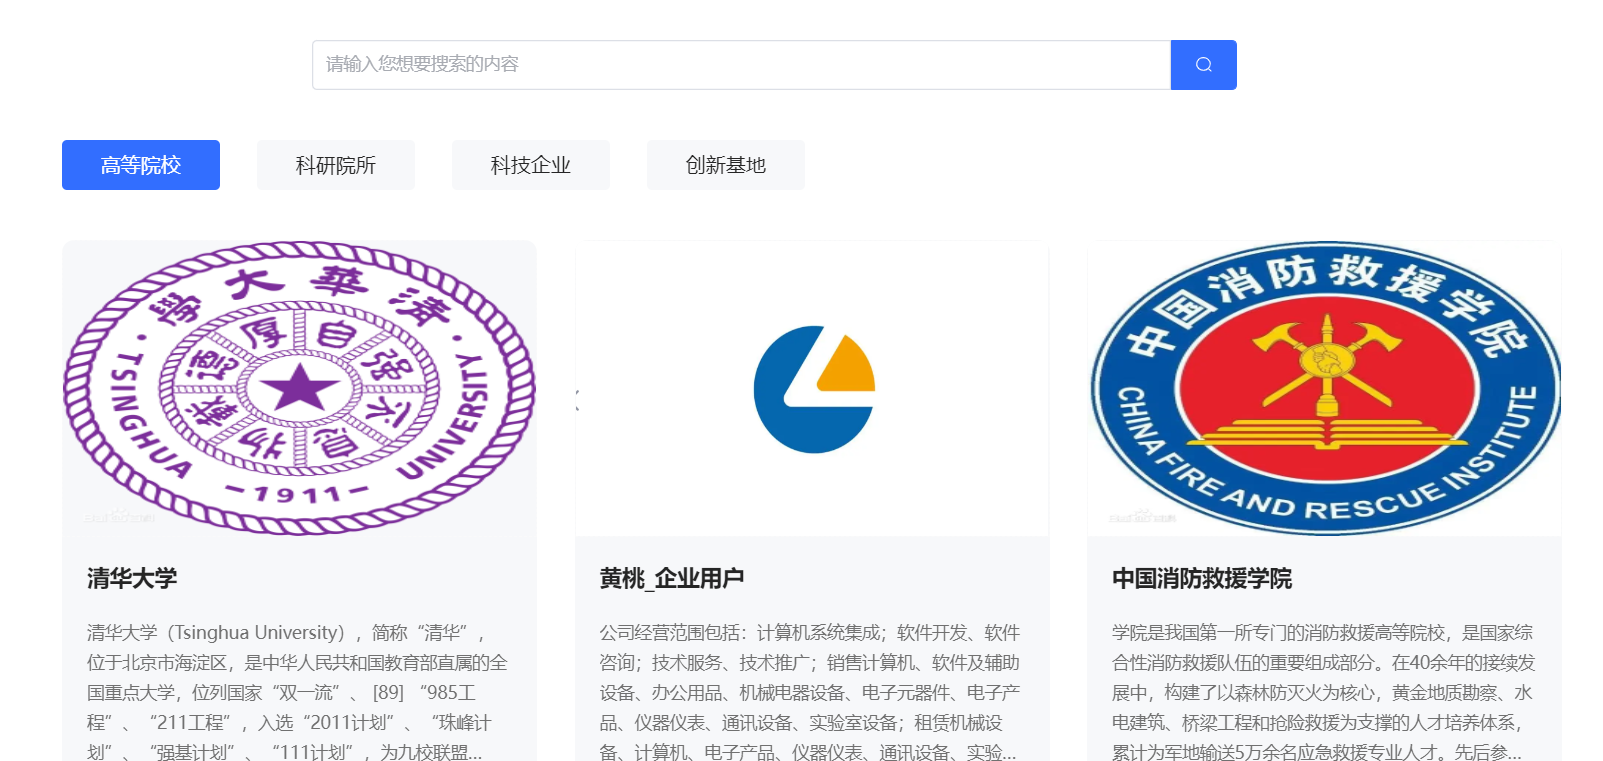 请输入您想要搜索的内容
高等院校
科研院所
科技企业
创新基地
清華大學
自强不息
厚德載物
TSINGHUA UNIVERSITY
-1911-
中国消防救援学院
CHINA FIRE AND RESCUE INSTITUTE
清华大学
清华大学（Tsinghua University），简称“清华”，
位于北京市海淀区，是中华人民共和国教育部直属的全
国重点大学，位列国家“双一流”、 [89] “985工
程”、 “211工程”，入选“2011计划”、“珠峰计
划”、 “强基计划”、 “111计划”，为九校联盟...
黄桃_企业用户
公司经营范围包括：计算机系统集成；软件开发、软件
咨询；技术服务、技术推广；销售计算机、软件及辅助
设备、办公用品、机械电器设备、电子元器件、电子产
品、仪器仪表、通讯设备、实验室设备；租赁机械设
备、计算机、电子产品、仪器仪表、通讯设备、实验...
中国消防救援学院
学院是我国第一所专门的消防救援高等院校，是国家综
合性消防救援队伍的重要组成部分。在40余年的接续发
展中，构建了以森林防灭火为核心，黄金地质勘察、水
电建筑、桥梁工程和抢险救援为支撑的人才培养体系，
累计为军地输送5万余名应急救援专业人才。先后参...